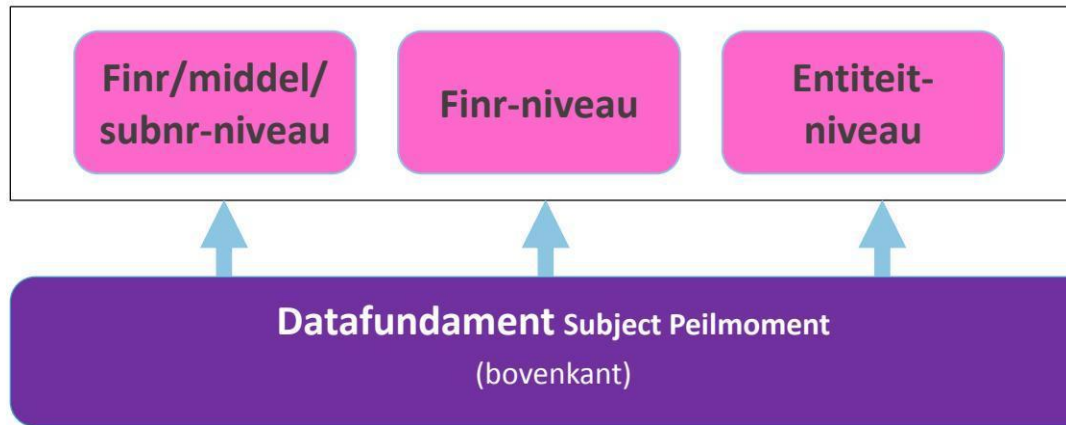 Finr/middel/
subnr-niveau
Finr-niveau
Entiteit-
niveau
Datafundament Subject Peilmoment
(bovenkant)